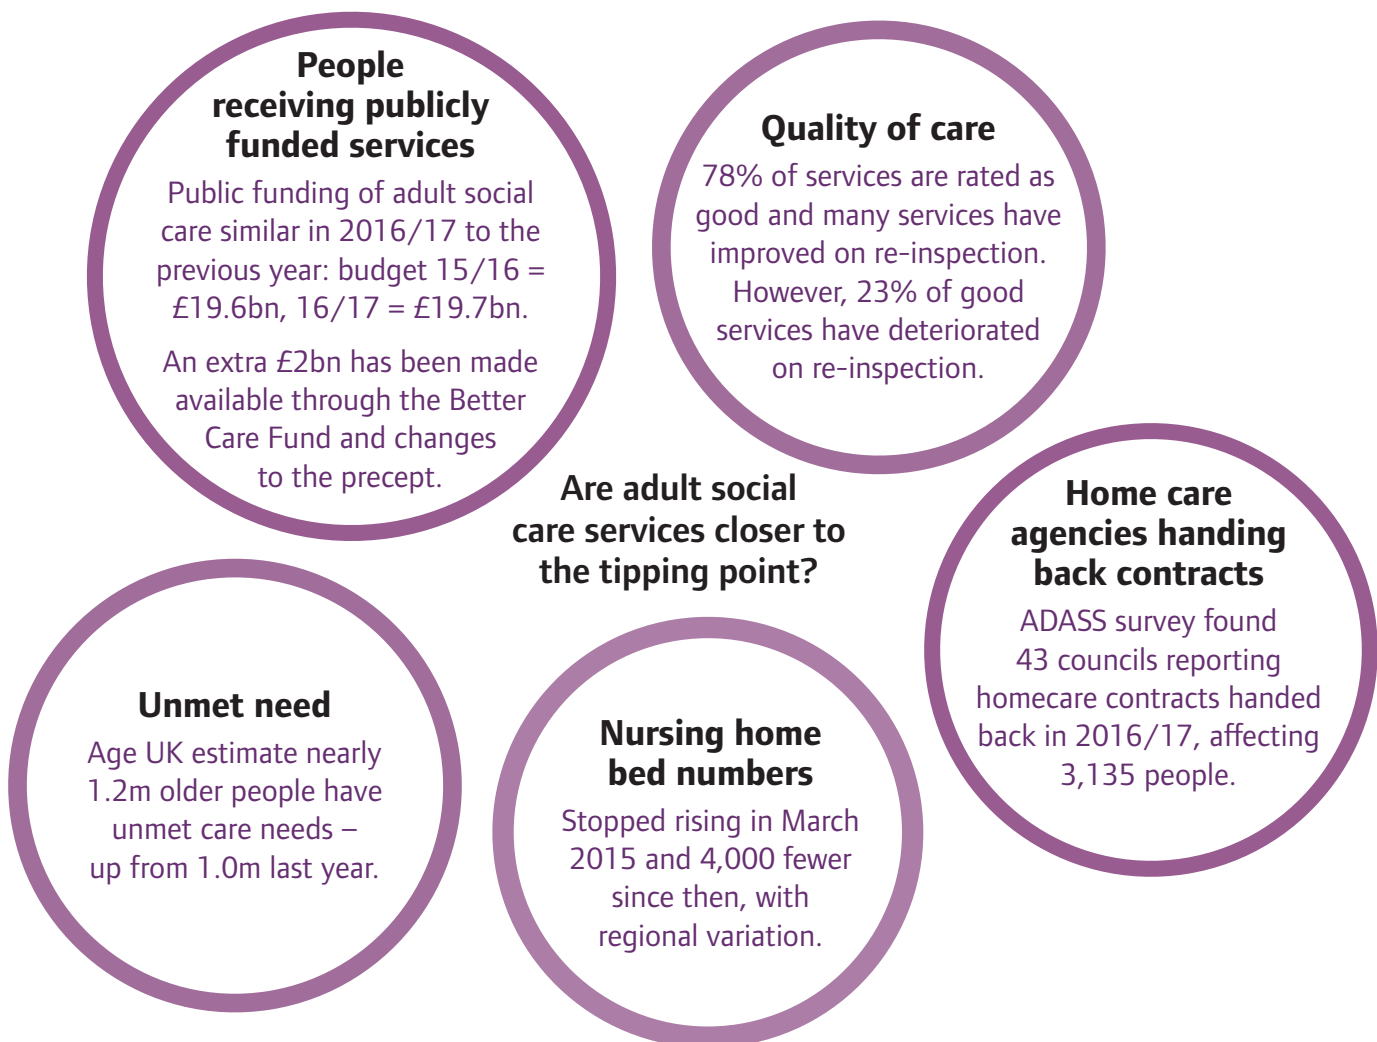 People
receiving publicly
funded services
Public funding of adult social
care similar in 2016/17 to the
previous year: budget 15/16 =
£19.6bn, 16/17 = £19.7bn.
An extra £2bn has been made
available through the Better
Care Fund and changes
to the precept.
Quality of care
78% of services are rated as
good and many services have
improved on re-inspection.
However, 23% of good
services have deteriorated
on re-inspection.
Are adult social
care services closer to
the tipping point?
Home care
agencies handing
back contracts
ADASS survey found
43 councils reporting
homecare contracts handed
back in 2016/17, affecting
3,135 people.
Unmet need
Age UK estimate nearly
1.2m older people have
unmet care needs –
up from 1.0m last year.
Nursing home
bed numbers
Stopped rising in March
2015 and 4,000 fewer
since then, with
regional variation.